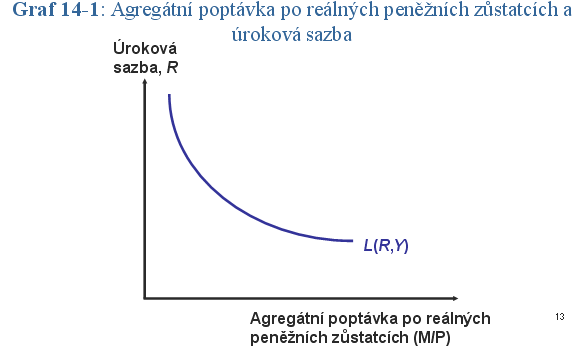 Graf 14-1: Agregátní poptávka po reálných peněžních zůstatcích a
úroková sazba
Úroková
sazba, R
L(R,Y)
Agregátní poptávka po reálných
peněžních zůstatcích (M/P)
13